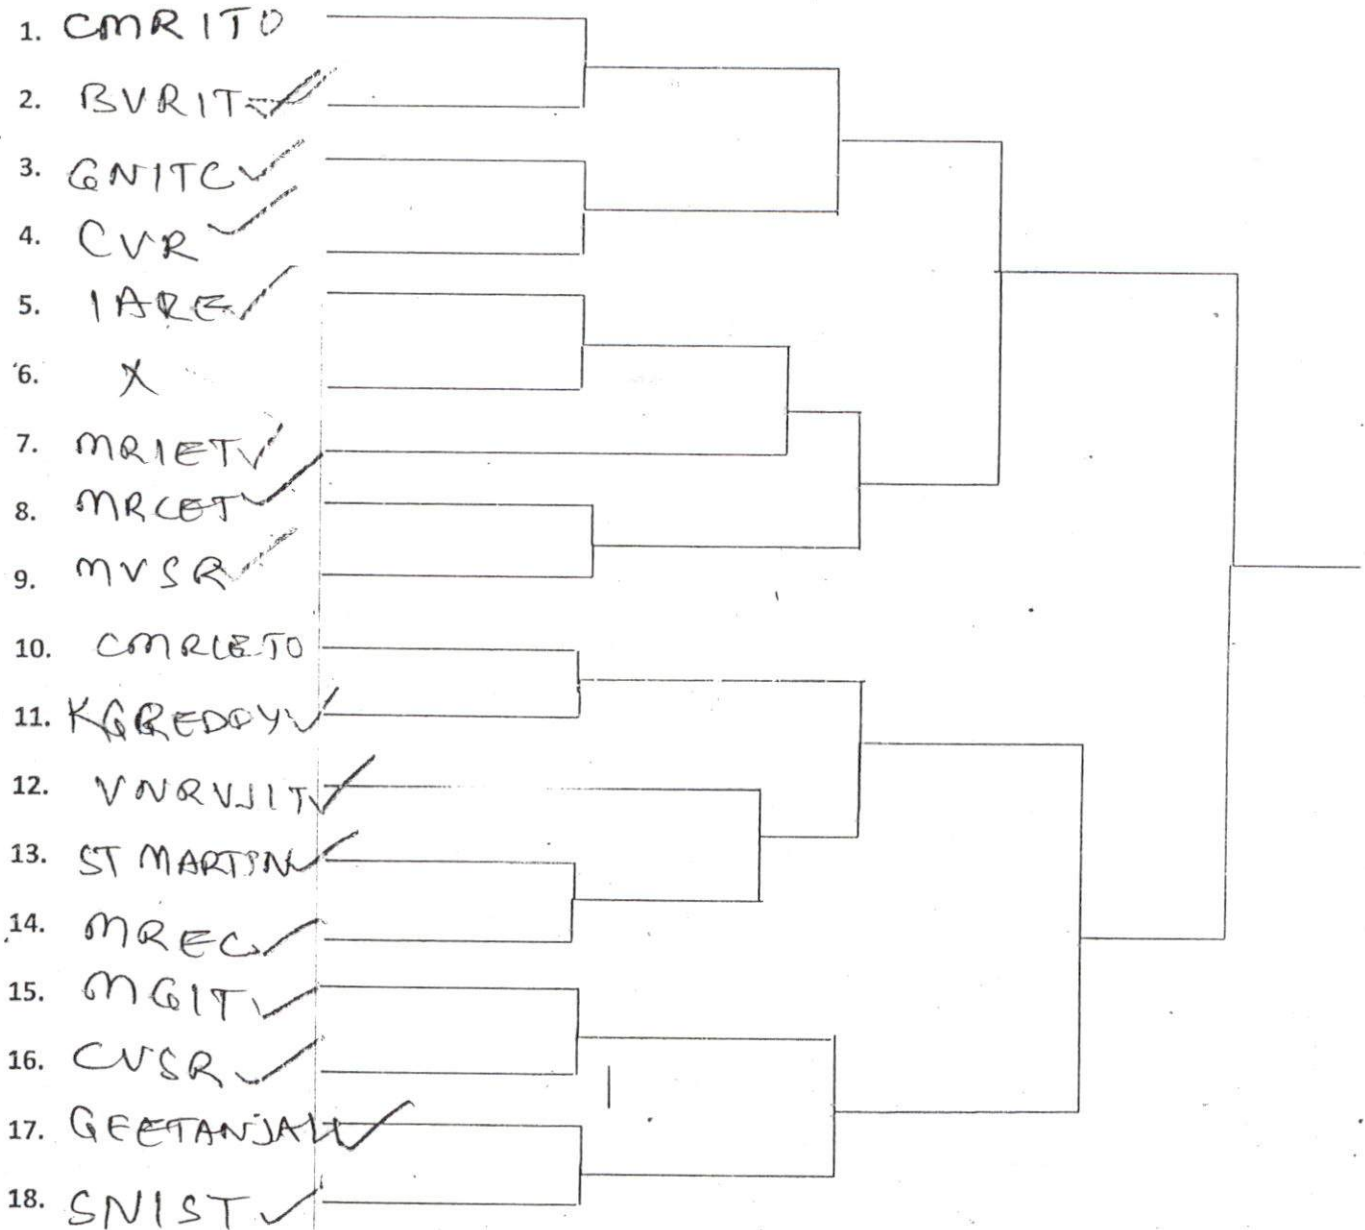 1. CMRITO
2. BVRIT
3. GNITC
4. CVR
5. IARE
6. X
7. MRIET
8. MRCET
9. MVSR
10. CMRCETO
11. KGREDDY
12. VNRVJIT
13. ST MARTIN
14. MREC
15. MGIT
16. CVSR
17. GEETANJALI
18. SNIST